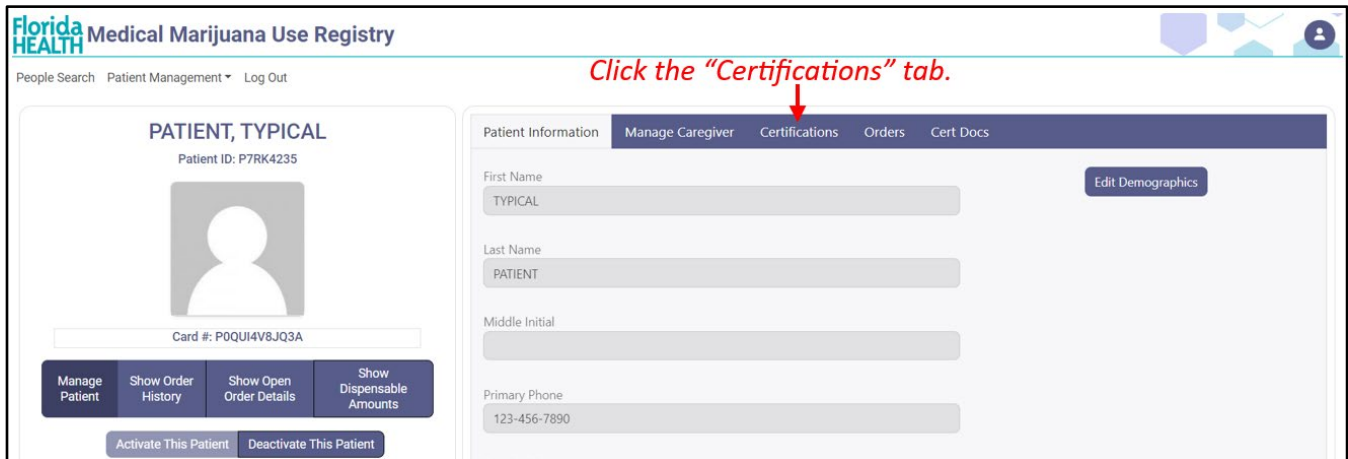 Florida
HEALTH
Medical Marijuana Use Registry
People Search Patient Management Log Out
Click the “Certifications” tab.
PATIENT, TYPICAL
Patient ID: P7RK4235
Card #: P0QUI4V8JQ3A
Manage
Patient
Show Order
History
Show Open
Order Details
Show
Dispensable
Amounts
Activate This Patient Deactivate This Patient
Patient Information Manage Caregiver Certifications Orders Cert Docs
First Name
TYPICAL
Edit Demographics
Last Name
PATIENT
Middle Initial
Primary Phone
123-456-7890